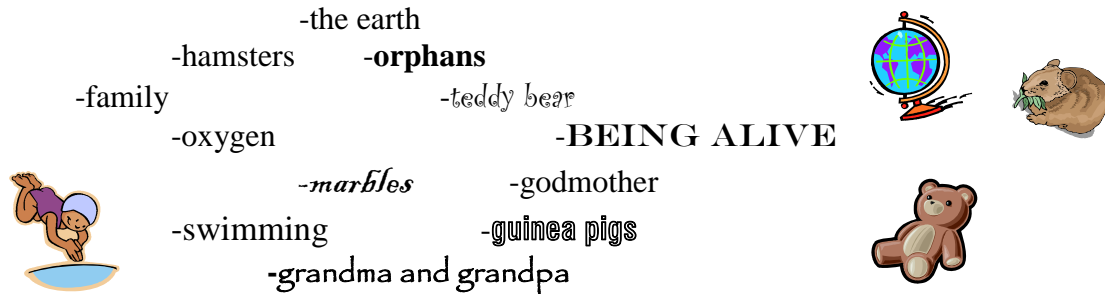 -the earth
-hamsters -orphans
-family -teddy bear
-oxygen -BEING ALIVE
-marbles -godmother
-swimming -guinea pigs
-grandma and grandpa